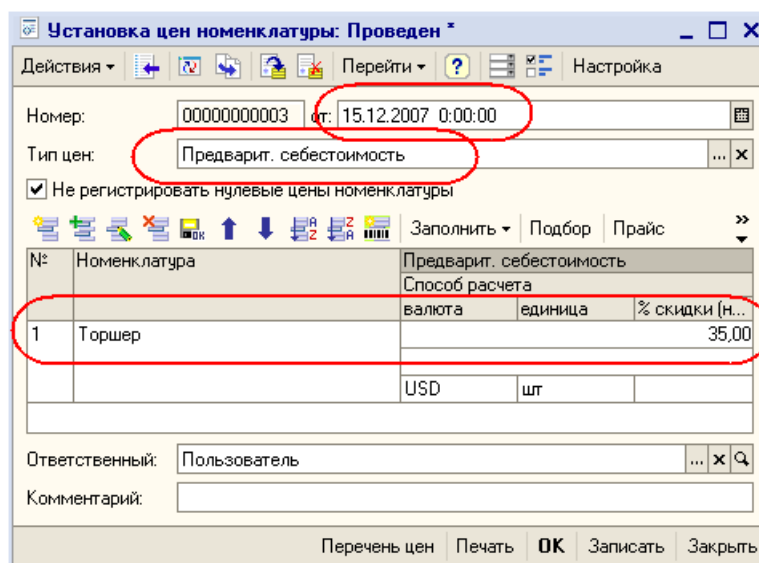 Установка цен номенклатуры: Проведен *
Действия Перейти ? Настройка
Номер: 00000000003 от: 15.12.2007 0:00:00
Тип цен: Предварит. себестоимость ... x
Не регистрировать нулевые цены номенклатуры
Заполнить Подбор Прайс »
№ Номенклатура Предварит. себестоимость
Способ расчета
валюта единица % скидки (н...
1 Торшер 35,00
USD шт
Ответственный: Пользователь ... x
Комментарий:
Перечень цен Печать OK Записать Закрыть